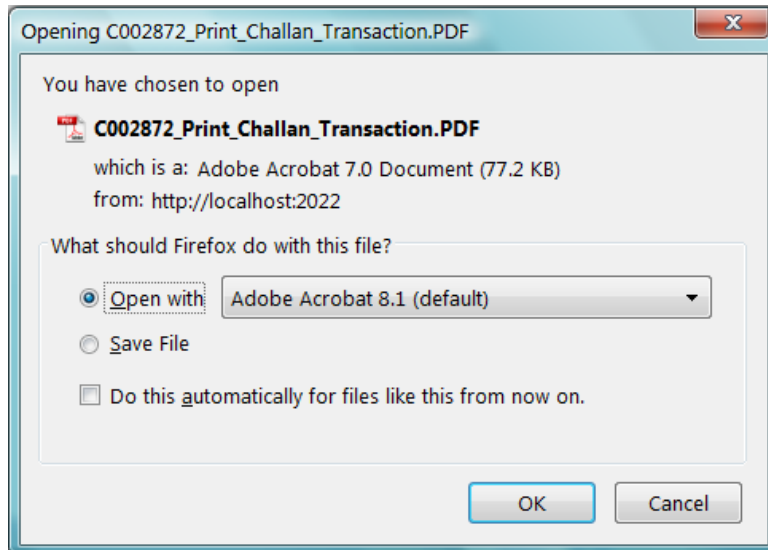 Opening C002872_Print_Challan_Transaction.PDF
You have chosen to open
C002872_Print_Challan_Transaction.PDF
which is a: Adobe Acrobat 7.0 Document (77.2 KB)
from: http://localhost:2022
What should Firefox do with this file?
Open with Adobe Acrobat 8.1 (default)
Save File
Do this automatically for files like this from now on.
OK Cancel